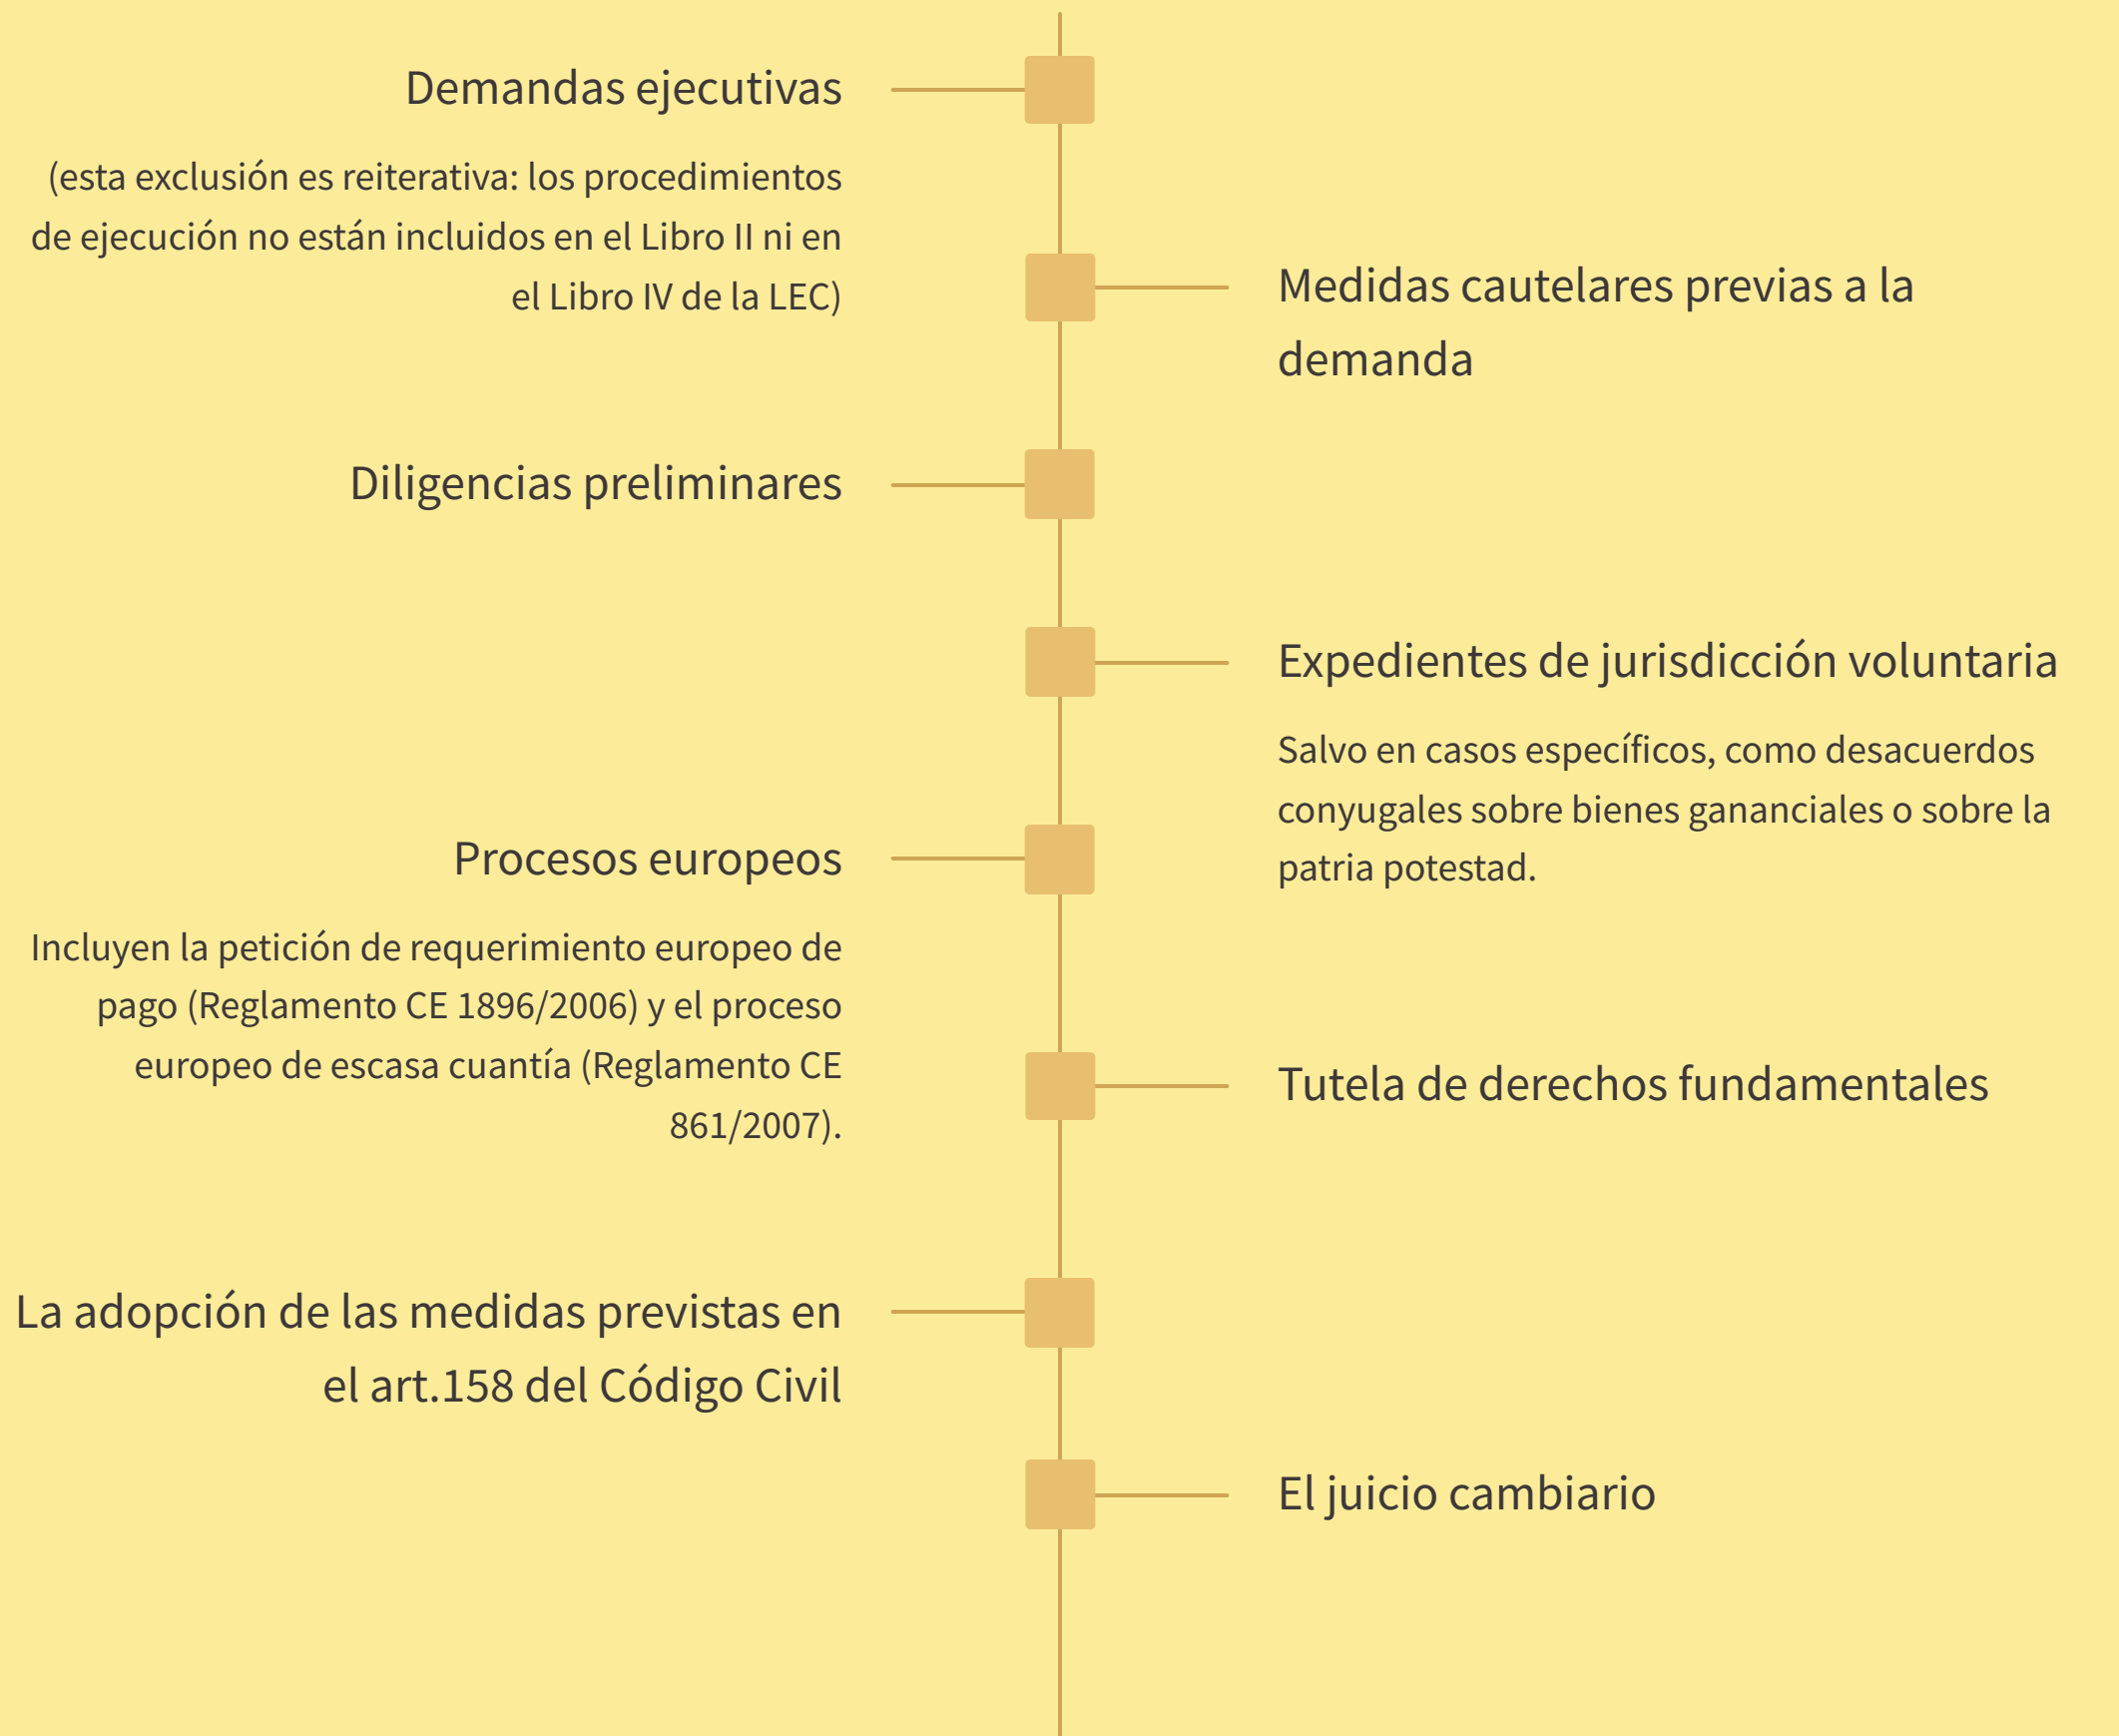 Demandas ejecutivas
(esta exclusión es reiterativa: los procedimientos
de ejecución no están incluidos en el Libro II ni en
el Libro IV de la LEC)
Medidas cautelares previas a la
demanda
Diligencias preliminares
Expedientes de jurisdicción voluntaria
Salvo en casos específicos, como desacuerdos
conyugales sobre bienes gananciales o sobre la
patria potestad.
Procesos europeos
Incluyen la petición de requerimiento europeo de
pago (Reglamento CE 1896/2006) y el proceso
europeo de escasa cuantía (Reglamento CE
861/2007).
Tutela de derechos fundamentales
La adopción de las medidas previstas en
el art.158 del Código Civil
El juicio cambiario